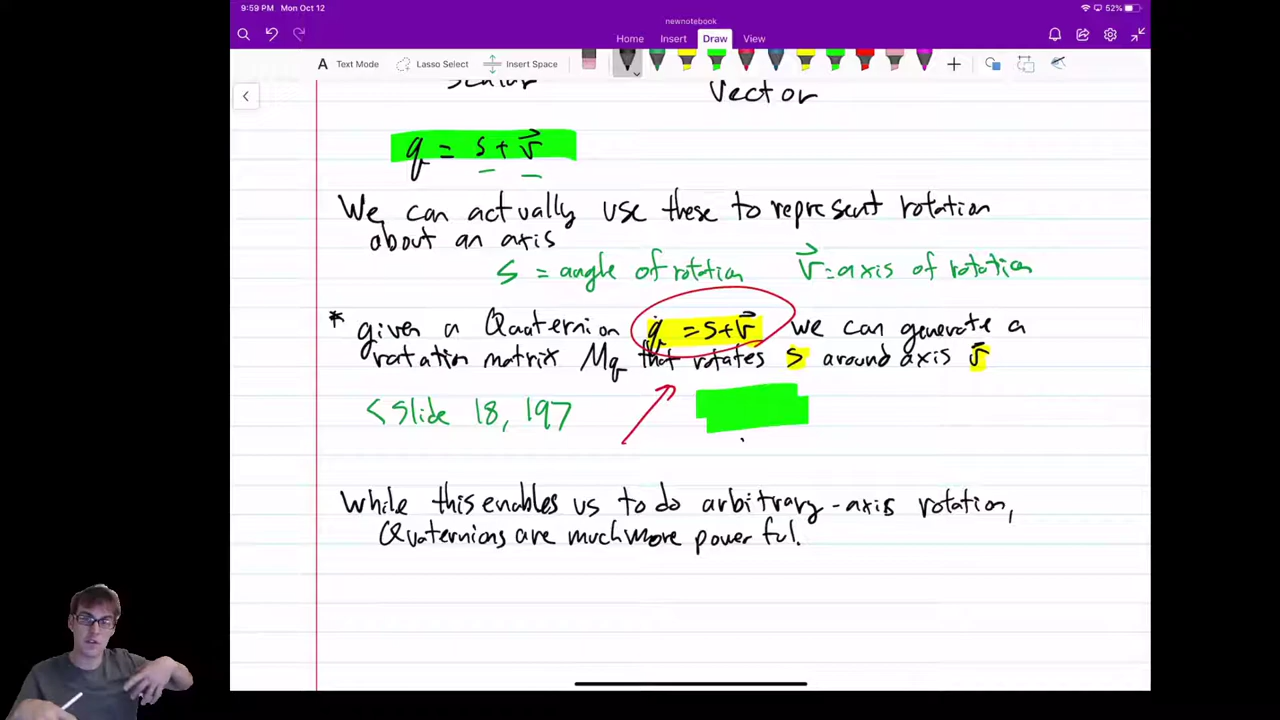 9:59 PM Mon Oct 12
52%
newnotebook
Home Insert Draw View
A Text Mode Lasso Select Insert Space
Vector
q = s + v
We can actually use these to represent rotation
about an axis
s = angle of rotation v = axis of rotation
* given a Quaternion q = s + v we can generate a
rotation matrix Mq that rotates s around axis v
< Slide 18, 19>
While this enables us to do arbitrary-axis rotation,
Quaternions are much more powerful.